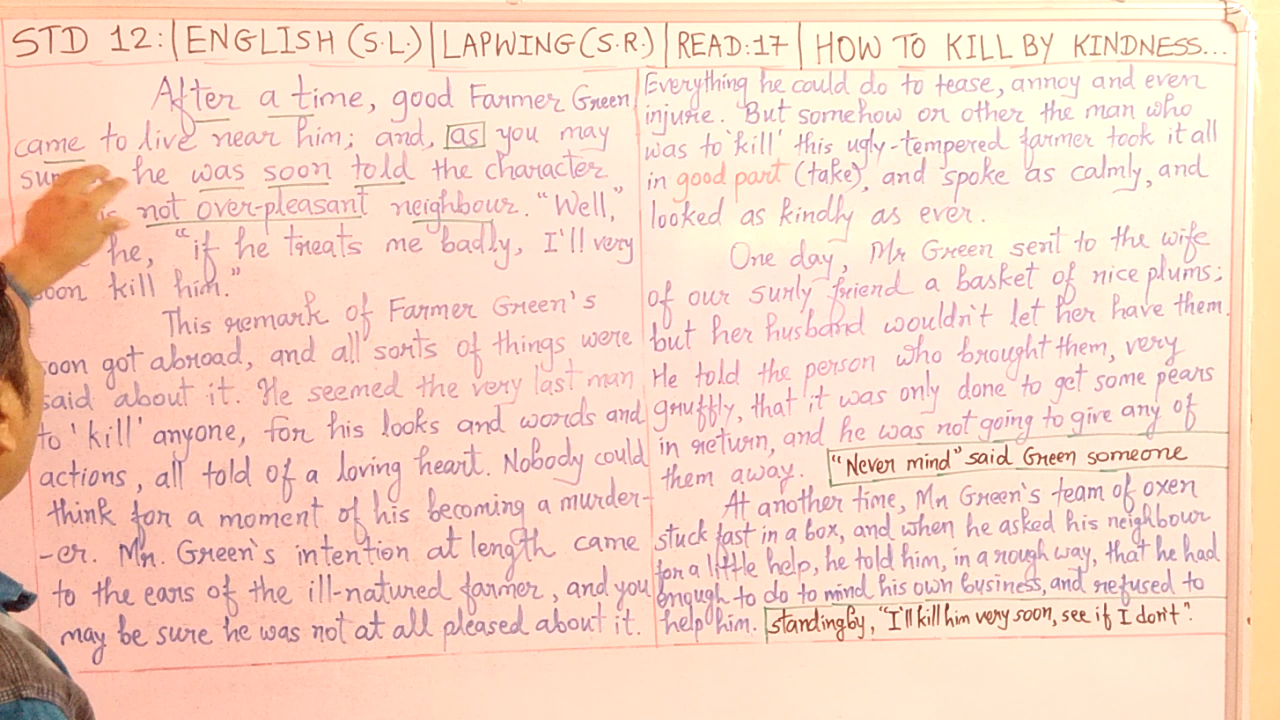 STD 12: | ENGLISH (S.L.) | LAPWING (S.R.) | READ:17 | HOW TO KILL BY KINDNESS...
After a time, good Farmer Green
came to live near him; and, as you may
he was soon told the character
not over-pleasant neighbour. "Well,"
he, "if he treats me badly, I'll very
soon kill him."
This remark of Farmer Green's
soon got abroad, and all sorts of things were
said about it. He seemed the very last man
to 'kill' anyone, for his looks and words and
actions, all told of a loving heart. Nobody could
think for a moment of his becoming a murder-
-er. Mr. Green's intention at length came
to the ears of the ill-natured farmer, and you
may be sure he was not at all pleased about it.
Everything he could do to tease, annoy and even
injure. But somehow or other the man who
was to 'kill' this ugly-tempered farmer took it all
in good part (take), and spoke as calmly, and
looked as kindly as ever.
One day, Mr Green sent to the wife
of our surly friend a basket of nice plums;
but her husband wouldn't let her have them.
He told the person who brought them, very
gruffly, that it was only done to get some pears
in return, and he was not going to give any of
them away. "Never mind" said Green someone
At another time, Mr Green's team of oxen
stuck fast in a box, and when he asked his neighbour
for a little help, he told him, in a rough way, that he had
enough to do to mind his own business, and refused to
help him. standing by, "I'll kill him very soon, see if I don't".